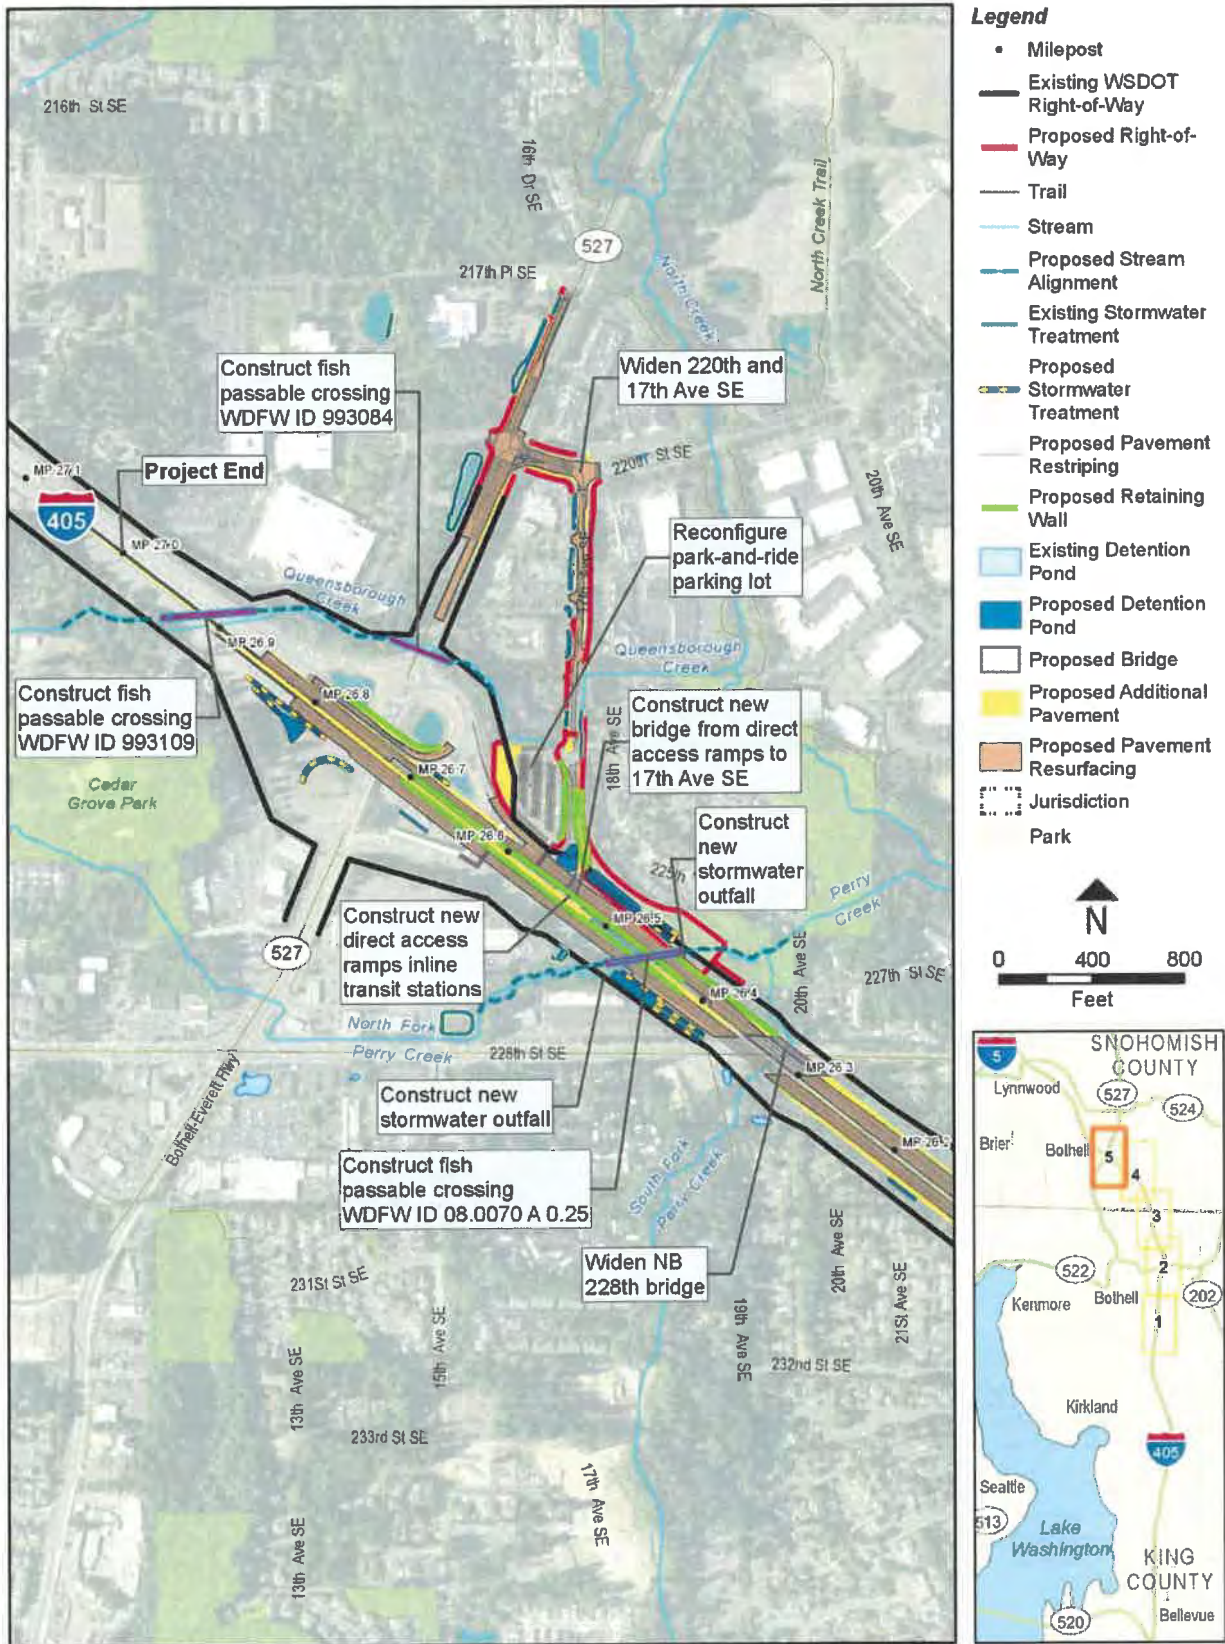 216th St SE
16th Dr SE
527
217th Pl SE
North Creek
North Creek Trail
Construct fish
passable crossing
WDFW ID 993084
Widen 220th and
17th Ave SE
220th St SE
20th Ave SE
MP 27.1
Project End
405
MP 27.0
Reconfigure
park-and-ride
parking lot
Queensborough
Creek
Queensborough
Creek
MP 26.9
Construct fish
passable crossing
WDFW ID 993109
MP 26.8
18th Ave SE
Construct new
bridge from direct
access ramps to
17th Ave SE
MP 26.7
Cedar
Grove Park
MP 26.6
Construct
new
stormwater
outfall
225th
Perry
Creek
MP 26.5
Construct new
direct access
ramps inline
transit stations
527
20th Ave SE
227th St SE
MP 26.4
North Fork
Perry Creek
228th St SE
MP 26.3
Bothell-Everett Hwy
Construct new
stormwater outfall
MP 26.2
Construct fish
passable crossing
WDFW ID 08.0070 A 0.25
South Fork
Perry Creek
Widen NB
228th bridge
20th Ave SE
21St Ave SE
231St St SE
15th Ave SE
19th Ave SE
232nd St SE
13th Ave SE
233rd St SE
17th Ave SE
13th Ave SE
Legend
Milepost
Existing WSDOT
Right-of-Way
Proposed Right-of-
Way
Trail
Stream
Proposed Stream
Alignment
Existing Stormwater
Treatment
Proposed
Stormwater
Treatment
Proposed Pavement
Restriping
Proposed Retaining
Wall
Existing Detention
Pond
Proposed Detention
Pond
Proposed Bridge
Proposed Additional
Pavement
Proposed Pavement
Resurfacing
Jurisdiction
Park
N
0 400 800
Feet
5
SNOHOMISH
COUNTY
Lynnwood
527
524
Brier
Bothell
5
4
3
2
522
Kenmore
Bothell
202
1
Kirkland
405
Seattle
513
Lake
Washington
KING
COUNTY
520
Bellevue